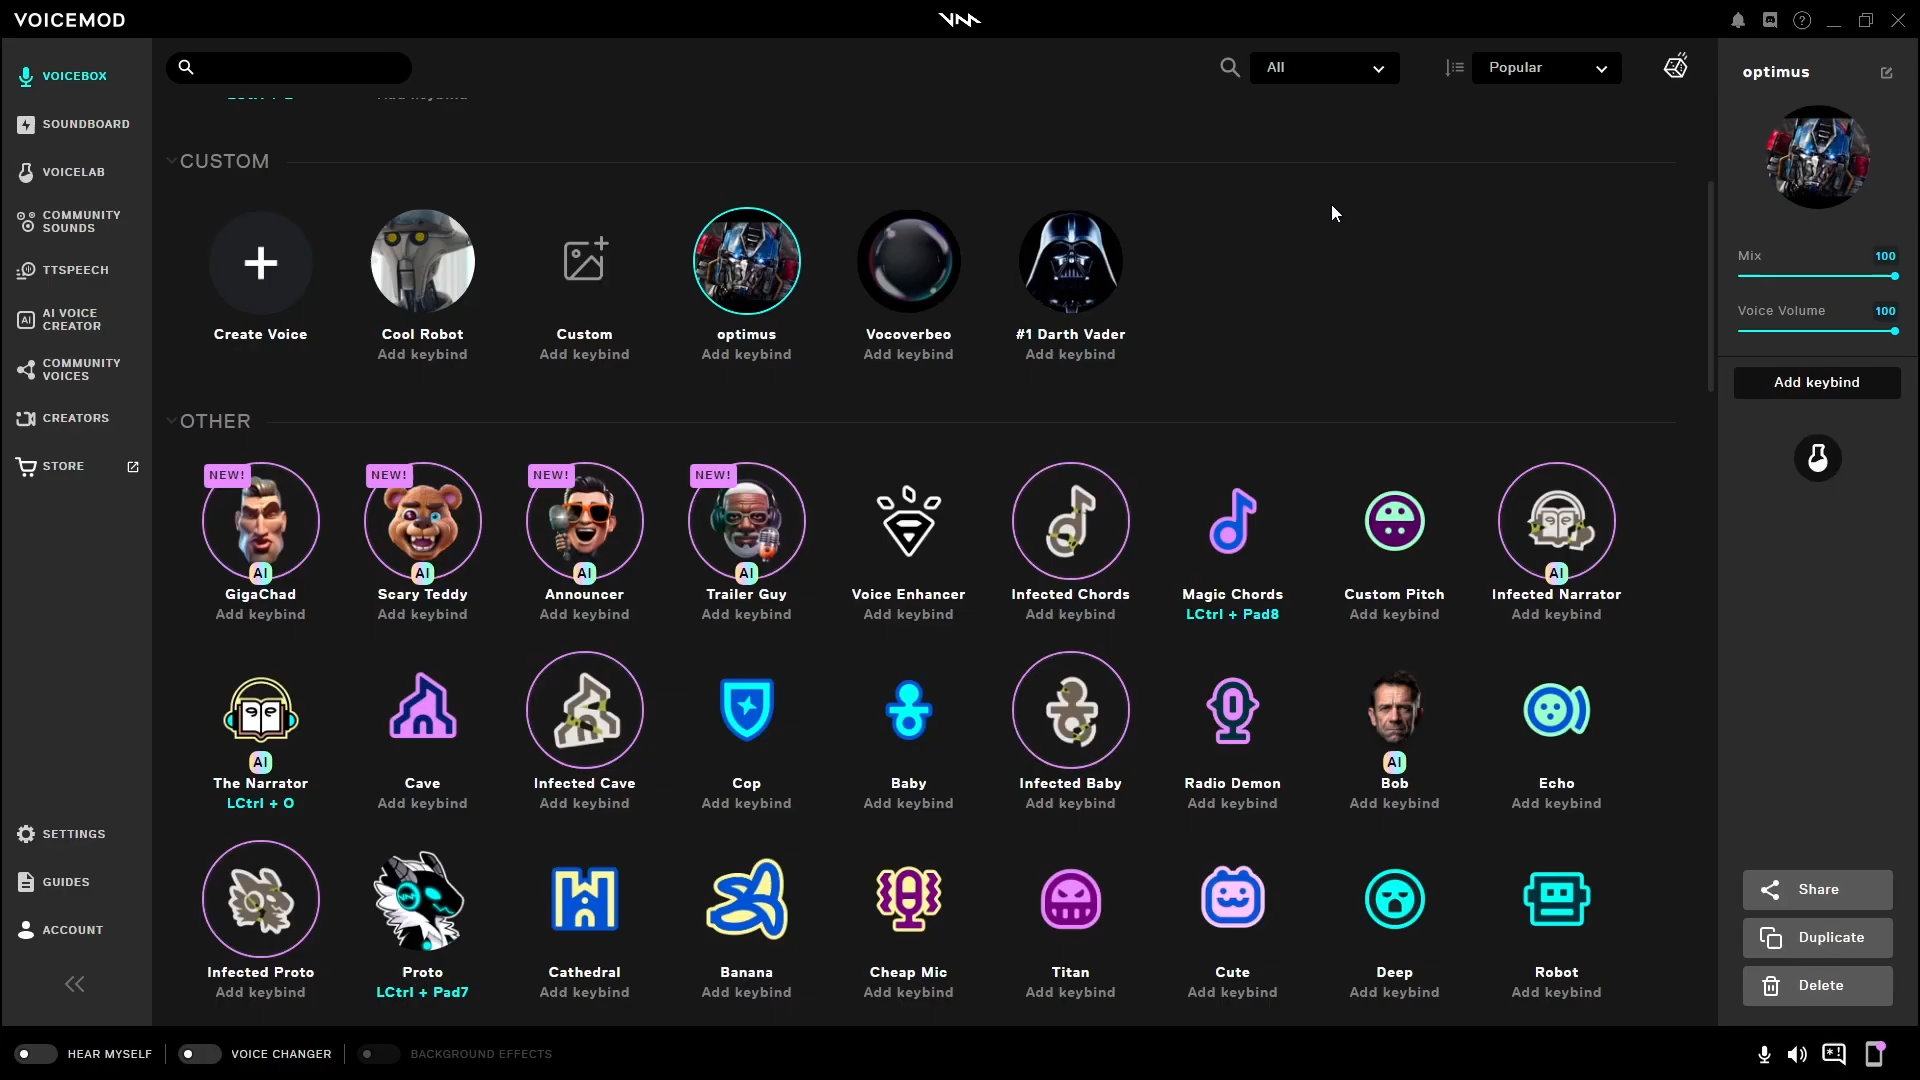 VOICEMOD
VOICEBOX
SOUNDBOARD
VOICELAB
COMMUNITY
SOUNDS
TTSPEECH
AI VOICE
CREATOR
COMMUNITY
VOICES
CREATORS
STORE
SETTINGS
GUIDES
ACCOUNT
All
Popular
CUSTOM
Create Voice
Cool Robot
Custom
optimus
Vocoverbeo
#1 Darth Vader
Add keybind
Add keybind
Add keybind
Add keybind
Add keybind
OTHER
NEW!
NEW!
NEW!
NEW!
AI
AI
AI
AI
AI
GigaChad
Scary Teddy
Announcer
Trailer Guy
Voice Enhancer
Infected Chords
Magic Chords
Custom Pitch
Infected Narrator
Add keybind
Add keybind
Add keybind
Add keybind
Add keybind
Add keybind
LCtrl + Pad8
Add keybind
Add keybind
AI
AI
The Narrator
Cave
Infected Cave
Cop
Baby
Infected Baby
Radio Demon
Bob
Echo
LCtrl + O
Add keybind
Add keybind
Add keybind
Add keybind
Add keybind
Add keybind
Add keybind
Add keybind
Infected Proto
Proto
Cathedral
Banana
Cheap Mic
Titan
Cute
Deep
Robot
Add keybind
LCtrl + Pad7
Add keybind
Add keybind
Add keybind
Add keybind
Add keybind
Add keybind
Add keybind
optimus
Mix
100
Voice Volume
100
Add keybind
Share
Duplicate
Delete
HEAR MYSELF
VOICE CHANGER
BACKGROUND EFFECTS